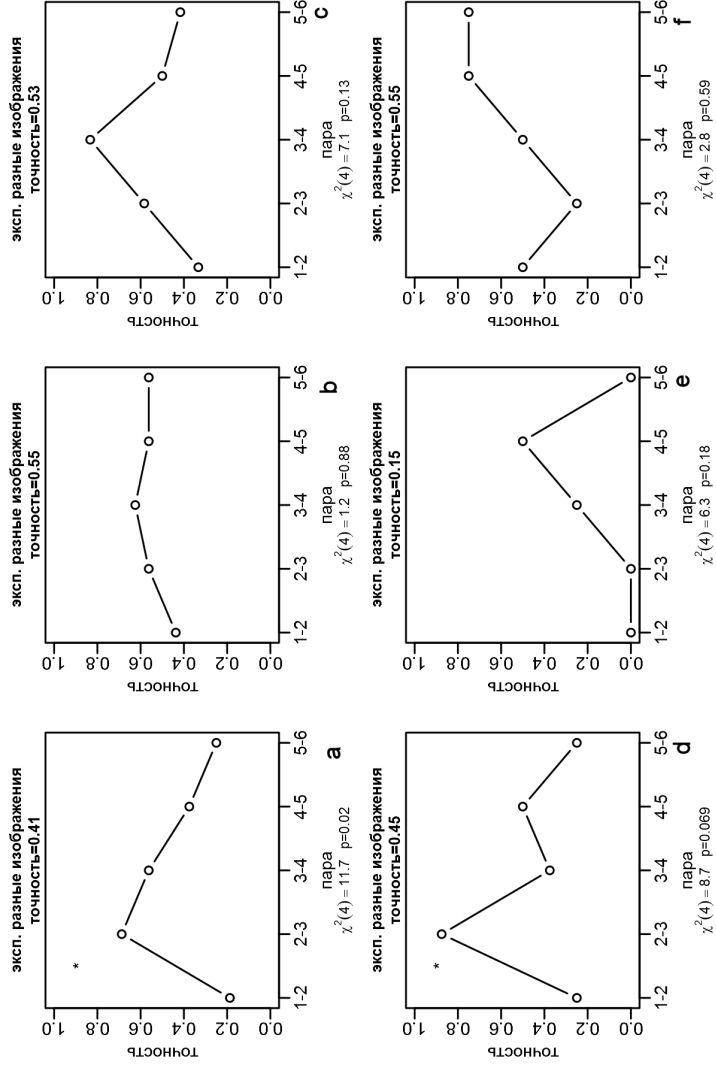 эксп. разные изображения
точность=0.41
точность
1.0
0.8
0.6
0.4
0.2
0.0
*
1-2 2-3 3-4 4-5 5-6
пара
χ²(4) = 11.7 p=0.02
a
эксп. разные изображения
точность=0.55
точность
1.0
0.8
0.6
0.4
0.2
0.0
1-2 2-3 3-4 4-5 5-6
пара
χ²(4) = 1.2 p=0.88
b
эксп. разные изображения
точность=0.53
точность
1.0
0.8
0.6
0.4
0.2
0.0
1-2 2-3 3-4 4-5 5-6
пара
χ²(4) = 7.1 p=0.13
c
эксп. разные изображения
точность=0.45
точность
1.0
0.8
0.6
0.4
0.2
0.0
*
1-2 2-3 3-4 4-5 5-6
пара
χ²(4) = 8.7 p=0.069
d
эксп. разные изображения
точность=0.15
точность
1.0
0.8
0.6
0.4
0.2
0.0
1-2 2-3 3-4 4-5 5-6
пара
χ²(4) = 6.3 p=0.18
e
эксп. разные изображения
точность=0.55
точность
1.0
0.8
0.6
0.4
0.2
0.0
1-2 2-3 3-4 4-5 5-6
пара
χ²(4) = 2.8 p=0.59
f